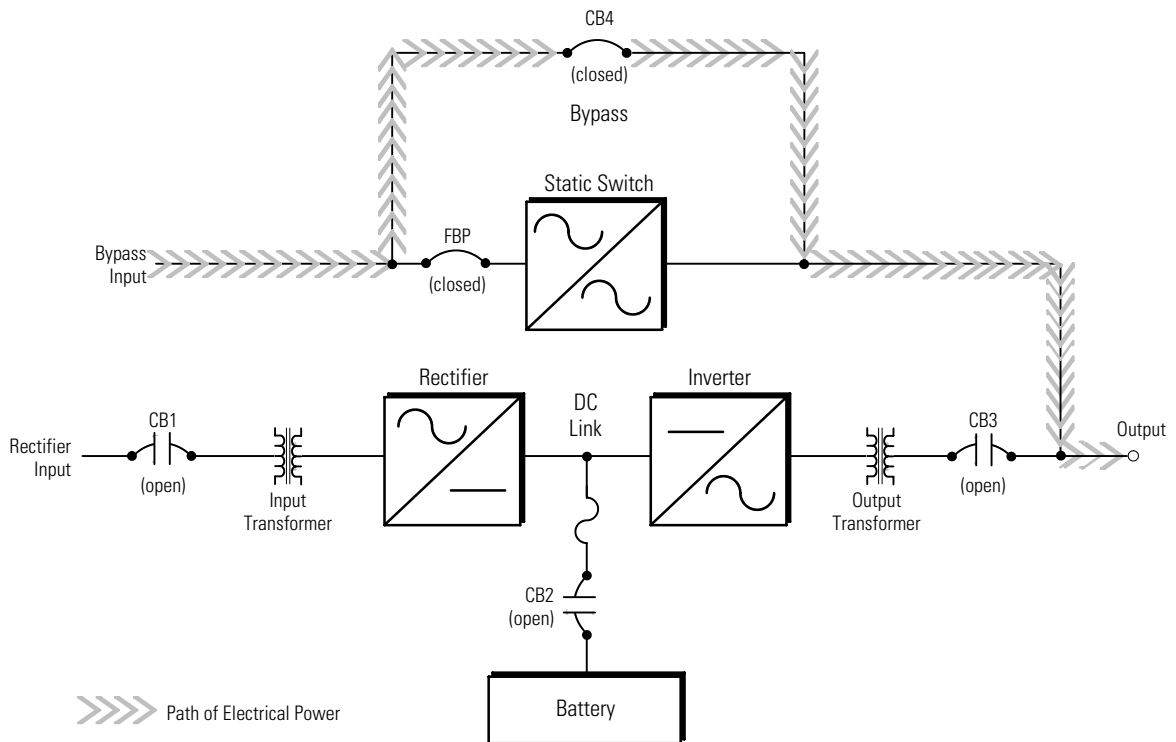 CB4
(closed)
Bypass
Static Switch
Bypass
Input
FBP
(closed)
Rectifier
Inverter
DC
Link
CB1
(open)
Rectifier
Input
Input
Transformer
CB3
(open)
Output
Output
Transformer
CB2
(open)
Battery
Path of Electrical Power